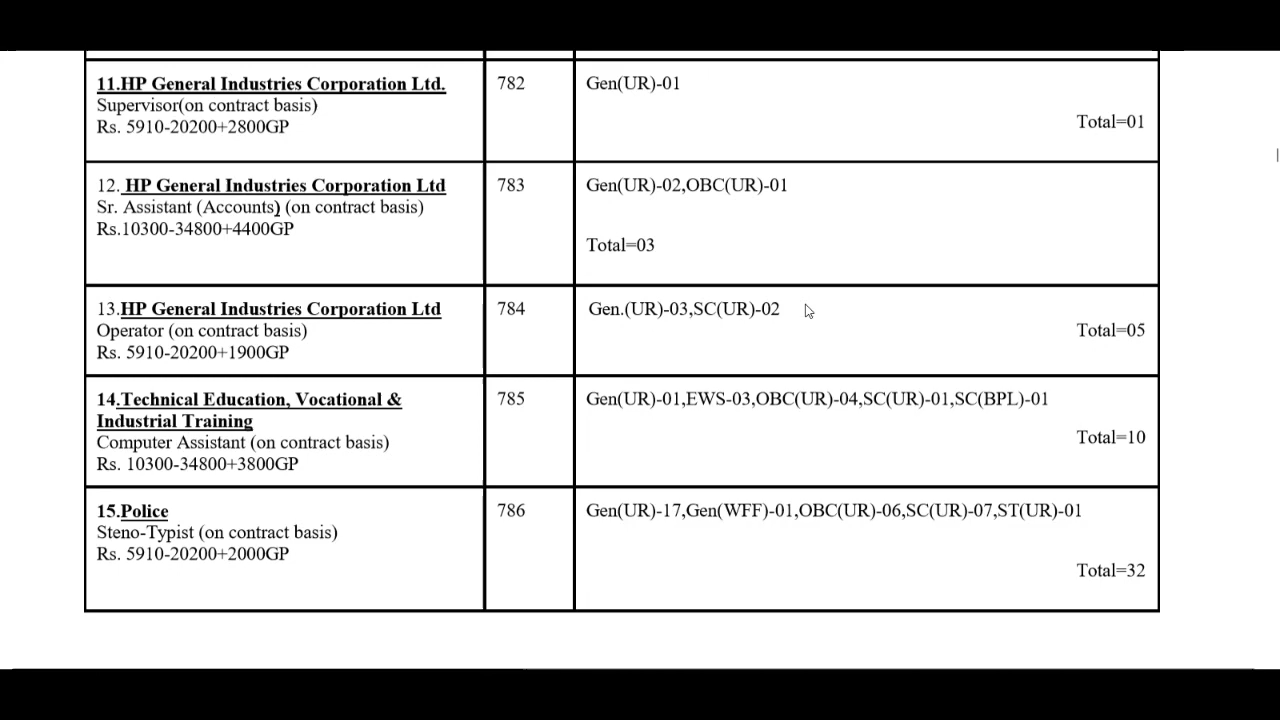 11.HP General Industries Corporation Ltd.
Supervisor(on contract basis)
Rs. 5910-20200+2800GP
782
Gen(UR)-01
Total=01
12. HP General Industries Corporation Ltd
Sr. Assistant (Accounts) (on contract basis)
Rs.10300-34800+4400GP
783
Gen(UR)-02,OBC(UR)-01
Total=03
13.HP General Industries Corporation Ltd
Operator (on contract basis)
Rs. 5910-20200+1900GP
784
Gen.(UR)-03,SC(UR)-02
Total=05
14.Technical Education, Vocational &
Industrial Training
Computer Assistant (on contract basis)
Rs. 10300-34800+3800GP
785
Gen(UR)-01,EWS-03,OBC(UR)-04,SC(UR)-01,SC(BPL)-01
Total=10
15.Police
Steno-Typist (on contract basis)
Rs. 5910-20200+2000GP
786
Gen(UR)-17,Gen(WFF)-01,OBC(UR)-06,SC(UR)-07,ST(UR)-01
Total=32